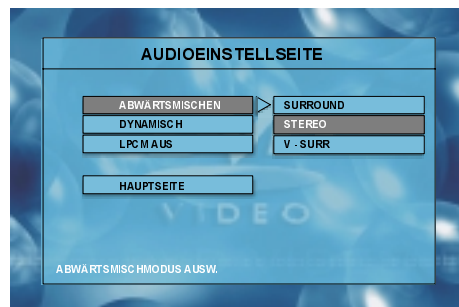 AUDIOEINSTELLSEITE
ABWÄRTSMISCHEN
SURROUND
DYNAMISCH
STEREO
LPCM AUS
V - SURR
HAUPTSEITE
VIDEO
ABWÄRTSMISCHMODUS AUSW.